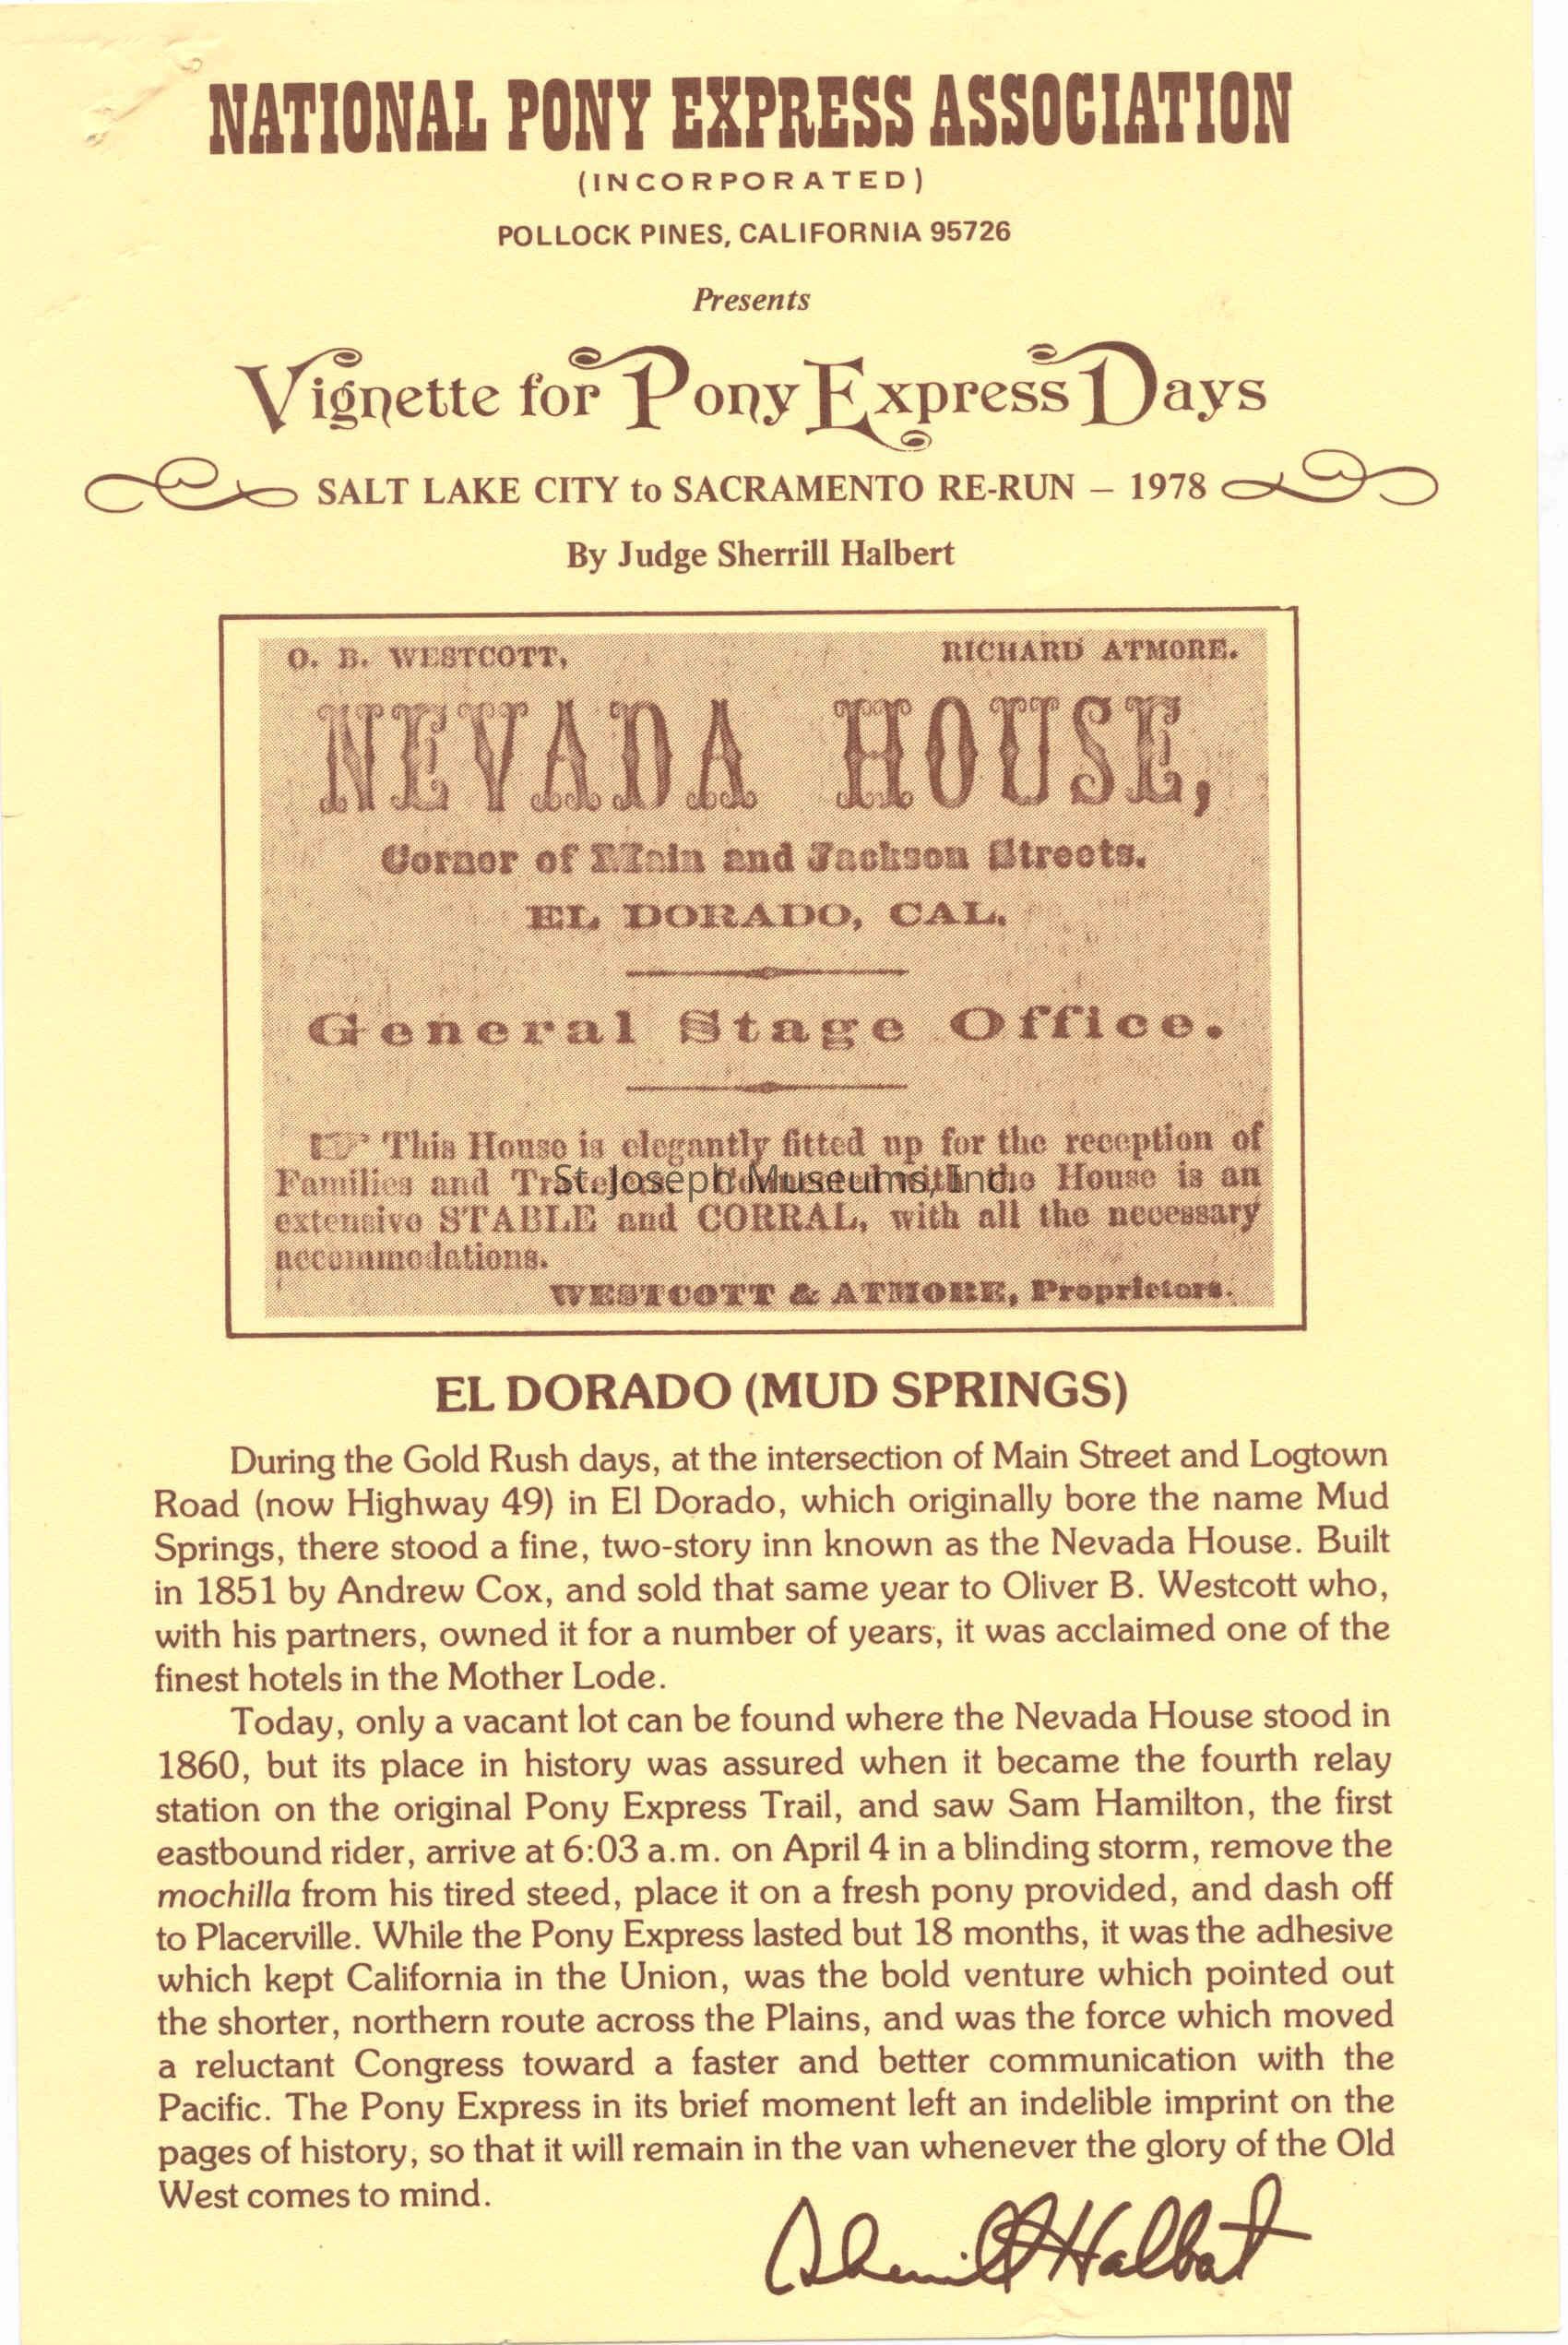 NATIONAL PONY EXPRESS ASSOCIATION
(INCORPORATED)
POLLOCK PINES, CALIFORNIA 95726
Presents
Vignette for Pony Express Days
SALT LAKE CITY to SACRAMENTO RE-RUN – 1978
By Judge Sherrill Halbert
O. B. WESTCOTT, RICHARD ATMORE.
NEVADA HOUSE,
Corner of Main and Jackson Streets.
EL DORADO, CAL.
General Stage Office.
☞ This House is elegantly fitted up for the reception of
Families and Travelers. Connected with the House is an
St. Joseph Museums, Inc.
extensive STABLE and CORRAL, with all the necessary
accommodations.
WESTCOTT & ATMORE, Proprietors.
EL DORADO (MUD SPRINGS)
During the Gold Rush days, at the intersection of Main Street and Logtown
Road (now Highway 49) in El Dorado, which originally bore the name Mud
Springs, there stood a fine, two-story inn known as the Nevada House. Built
in 1851 by Andrew Cox, and sold that same year to Oliver B. Westcott who,
with his partners, owned it for a number of years, it was acclaimed one of the
finest hotels in the Mother Lode.
Today, only a vacant lot can be found where the Nevada House stood in
1860, but its place in history was assured when it became the fourth relay
station on the original Pony Express Trail, and saw Sam Hamilton, the first
eastbound rider, arrive at 6:03 a.m. on April 4 in a blinding storm, remove the
mochilla from his tired steed, place it on a fresh pony provided, and dash off
to Placerville. While the Pony Express lasted but 18 months, it was the adhesive
which kept California in the Union, was the bold venture which pointed out
the shorter, northern route across the Plains, and was the force which moved
a reluctant Congress toward a faster and better communication with the
Pacific. The Pony Express in its brief moment left an indelible imprint on the
pages of history, so that it will remain in the van whenever the glory of the Old
West comes to mind.
Sherrill Halbert